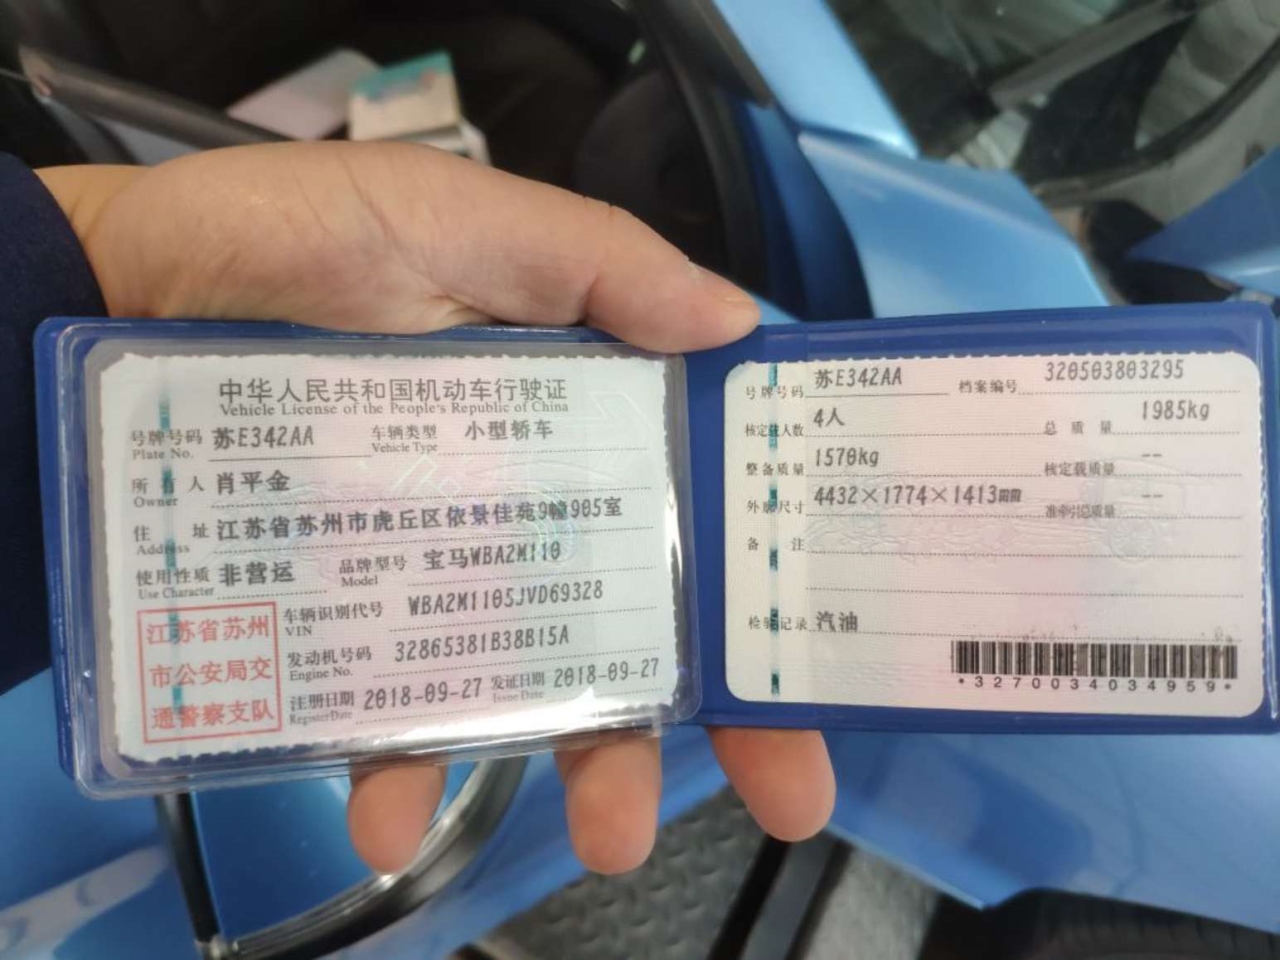 中华人民共和国机动车行驶证
Vehicle License of the People's Republic of China
号牌号码 苏E342AA 车辆类型 小型轿车
Plate No. Vehicle Type
所有人 肖平金
Owner
住址 江苏省苏州市虎丘区依景佳苑9幢905室
Address
使用性质 非营运 品牌型号 宝马WBA2M110
Use Character Model
江苏省苏州
市公安局交
通警察支队
车辆识别代号 WBA2M1105JVD69328
VIN
发动机号码 32865381B38B15A
Engine No.
注册日期 2018-09-27 发证日期 2018-09-27
Register Date Issue Date
号牌号码 苏E342AA 档案编号 320503803295
核定载人数 4人 总质量 1985kg
整备质量 1570kg 核定载质量 --
外廓尺寸 4432×1774×1413mm 准牵引总质量 --
备注
检验记录 汽油
*3270034034959*